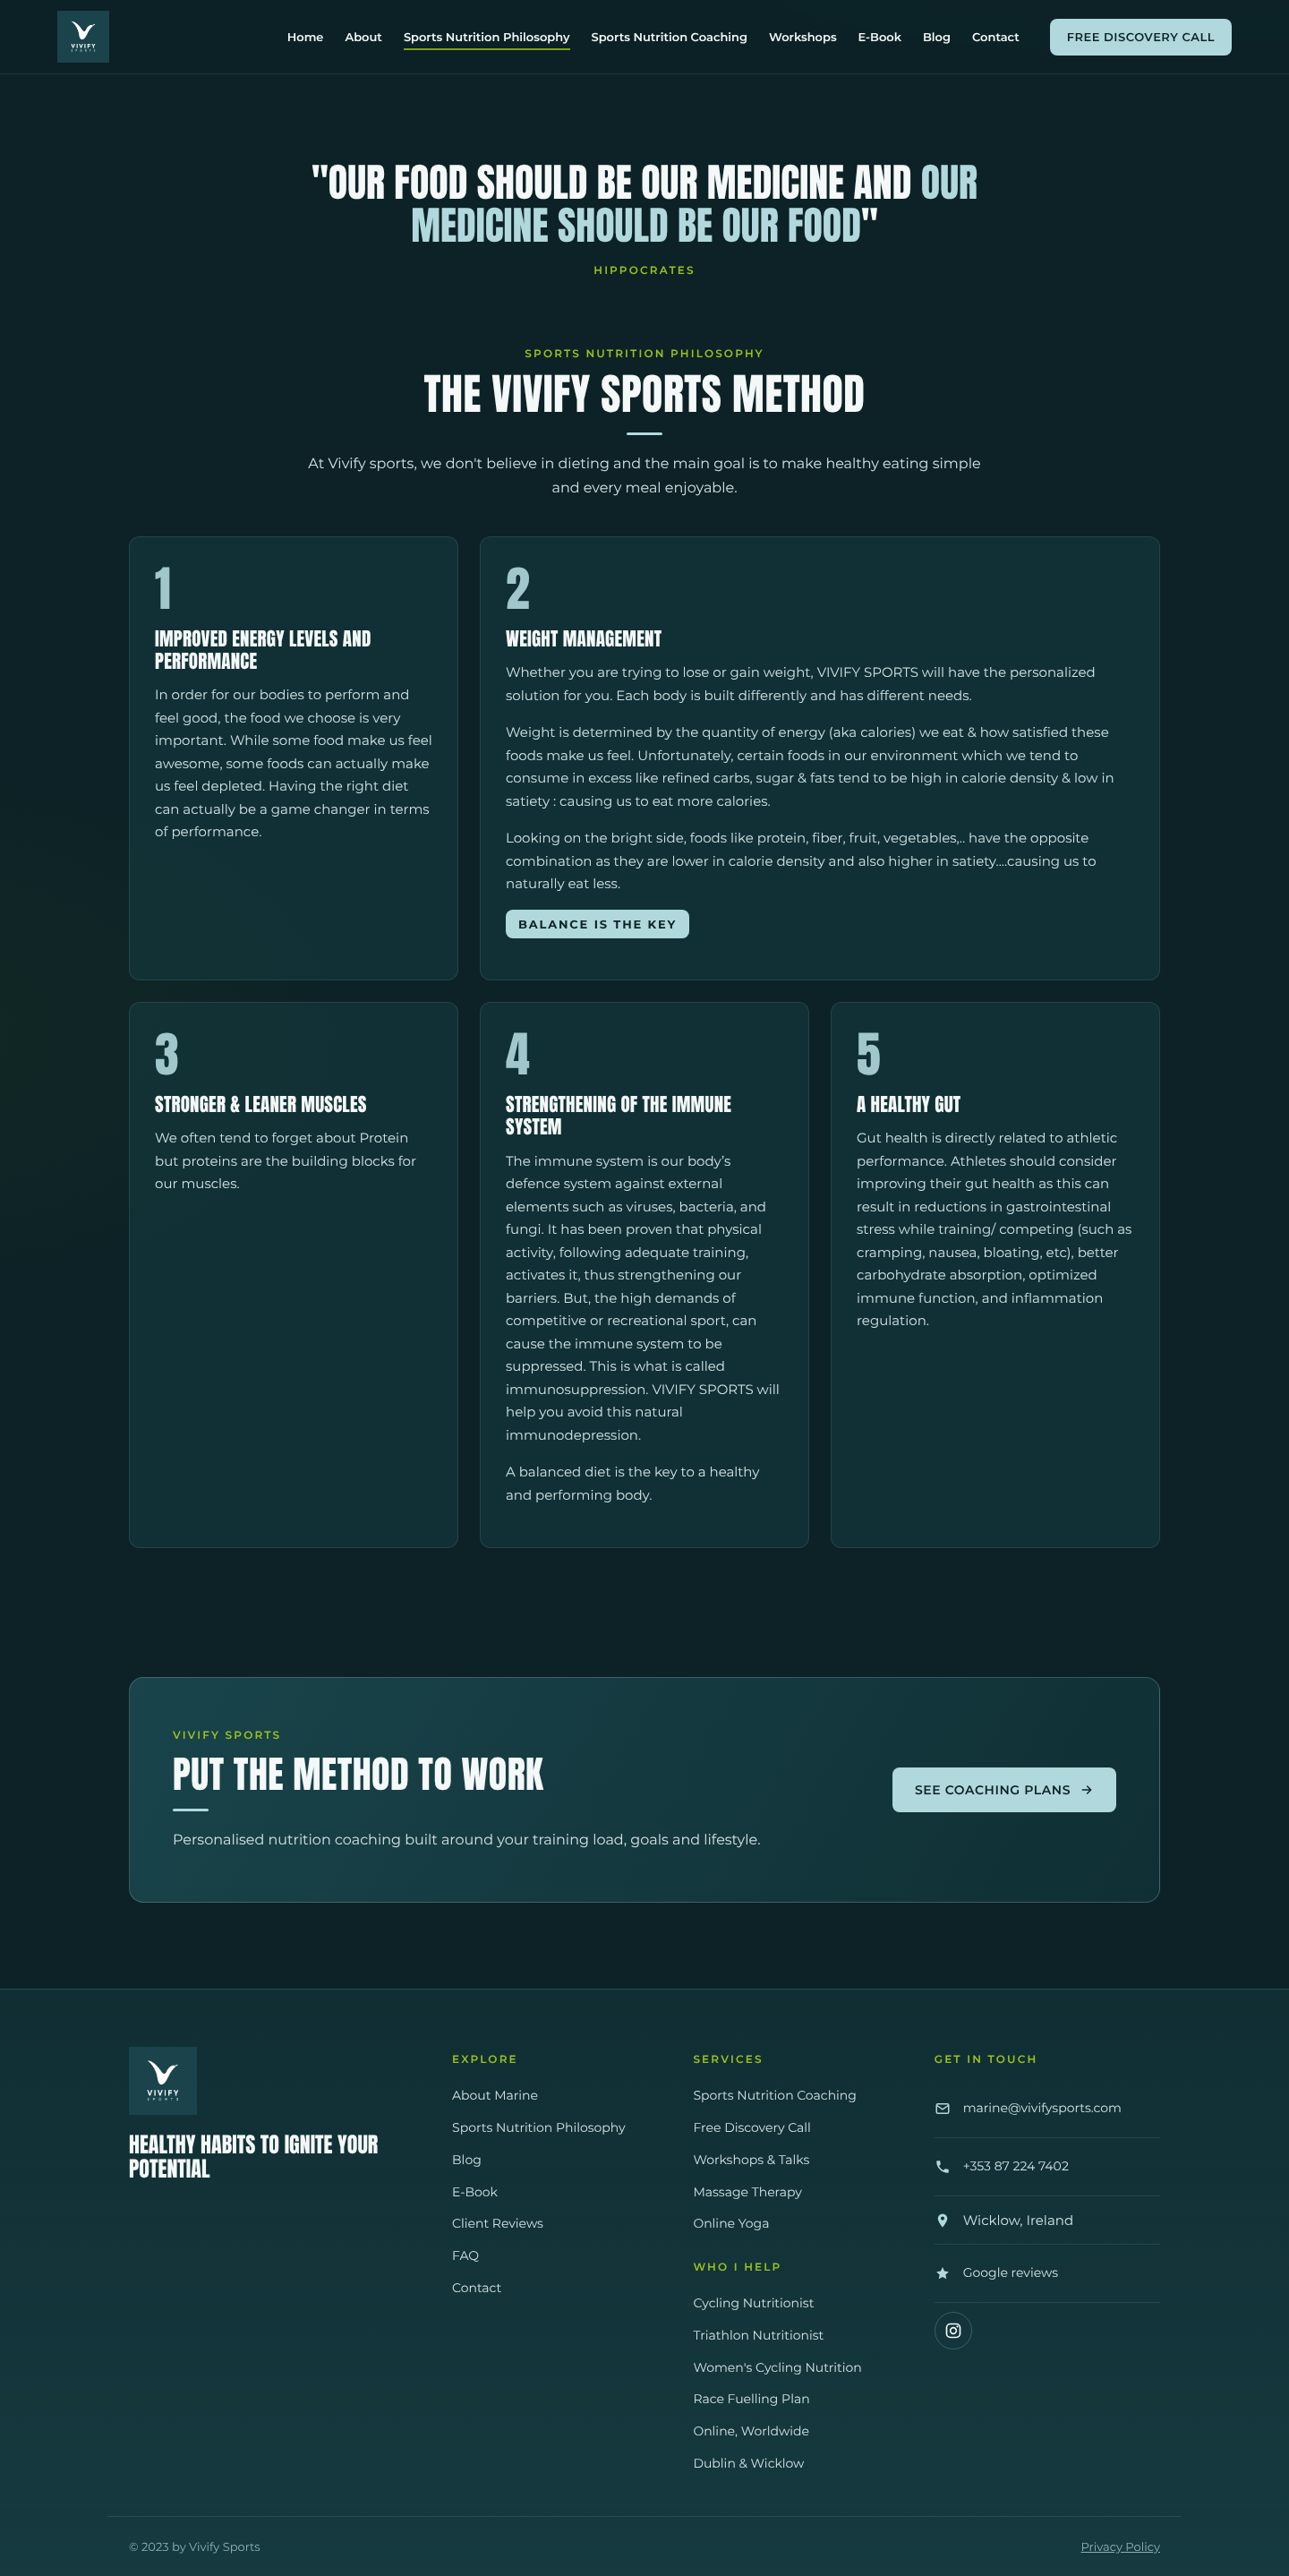 VIVIFY
SPORTS
Home About Sports Nutrition Philosophy Sports Nutrition Coaching Workshops E-Book Blog Contact FREE DISCOVERY CALL
"OUR FOOD SHOULD BE OUR MEDICINE AND OUR
MEDICINE SHOULD BE OUR FOOD"
HIPPOCRATES
SPORTS NUTRITION PHILOSOPHY
THE VIVIFY SPORTS METHOD
At Vivify sports, we don't believe in dieting and the main goal is to make healthy eating simple
and every meal enjoyable.
1
IMPROVED ENERGY LEVELS AND
PERFORMANCE
In order for our bodies to perform and
feel good, the food we choose is very
important. While some food make us feel
awesome, some foods can actually make
us feel depleted. Having the right diet
can actually be a game changer in terms
of performance.
2
WEIGHT MANAGEMENT
Whether you are trying to lose or gain weight, VIVIFY SPORTS will have the personalized
solution for you. Each body is built differently and has different needs.
Weight is determined by the quantity of energy (aka calories) we eat & how satisfied these
foods make us feel. Unfortunately, certain foods in our environment which we tend to
consume in excess like refined carbs, sugar & fats tend to be high in calorie density & low in
satiety : causing us to eat more calories.
Looking on the bright side, foods like protein, fiber, fruit, vegetables,.. have the opposite
combination as they are lower in calorie density and also higher in satiety....causing us to
naturally eat less.
BALANCE IS THE KEY
3
STRONGER & LEANER MUSCLES
We often tend to forget about Protein
but proteins are the building blocks for
our muscles.
4
STRENGTHENING OF THE IMMUNE
SYSTEM
The immune system is our body’s
defence system against external
elements such as viruses, bacteria, and
fungi. It has been proven that physical
activity, following adequate training,
activates it, thus strengthening our
barriers. But, the high demands of
competitive or recreational sport, can
cause the immune system to be
suppressed. This is what is called
immunosuppression. VIVIFY SPORTS will
help you avoid this natural
immunodepression.
A balanced diet is the key to a healthy
and performing body.
5
A HEALTHY GUT
Gut health is directly related to athletic
performance. Athletes should consider
improving their gut health as this can
result in reductions in gastrointestinal
stress while training/ competing (such as
cramping, nausea, bloating, etc), better
carbohydrate absorption, optimized
immune function, and inflammation
regulation.
VIVIFY SPORTS
PUT THE METHOD TO WORK
Personalised nutrition coaching built around your training load, goals and lifestyle.
SEE COACHING PLANS →
VIVIFY
SPORTS
HEALTHY HABITS TO IGNITE YOUR
POTENTIAL
EXPLORE
About Marine
Sports Nutrition Philosophy
Blog
E-Book
Client Reviews
FAQ
Contact
SERVICES
Sports Nutrition Coaching
Free Discovery Call
Workshops & Talks
Massage Therapy
Online Yoga
WHO I HELP
Cycling Nutritionist
Triathlon Nutritionist
Women's Cycling Nutrition
Race Fuelling Plan
Online, Worldwide
Dublin & Wicklow
GET IN TOUCH
marine@vivifysports.com
+353 87 224 7402
Wicklow, Ireland
Google reviews
© 2023 by Vivify Sports
Privacy Policy